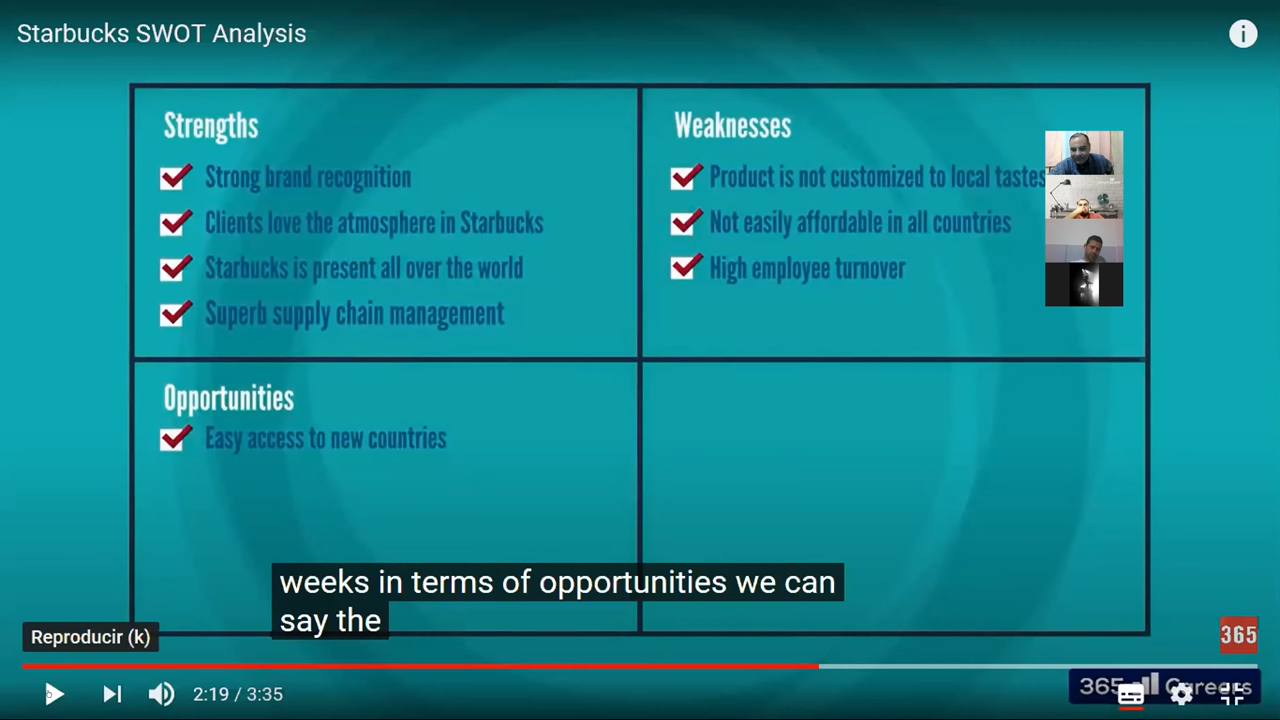 Starbucks SWOT Analysis
Strengths
Strong brand recognition
Clients love the atmosphere in Starbucks
Starbucks is present all over the world
Superb supply chain management
Weaknesses
Product is not customized to local tastes
Not easily affordable in all countries
High employee turnover
Opportunities
Easy access to new countries
weeks in terms of opportunities we can
say the
Reproducir (k)
365
2:19 / 3:35
365 Careers